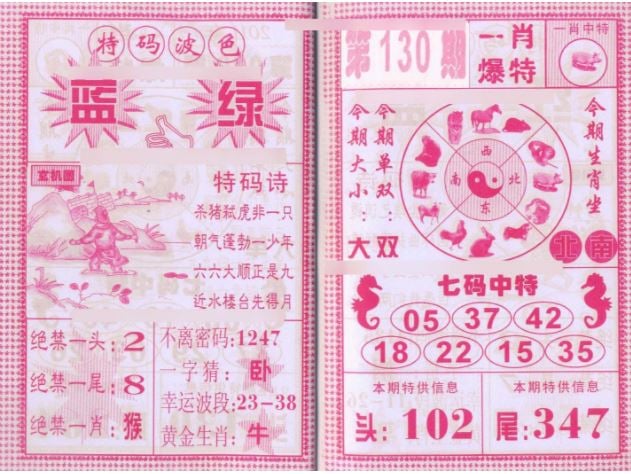 特码波色
蓝 绿
玄机图
特码诗
杀猪弑虎非一只
朝气蓬勃一少年
六六大顺正是九
近水楼台先得月
绝禁一头:2
绝禁一尾:8
绝禁一肖:猴
不离密码:1247
一字猜:卧
幸运波段:23-38
黄金生肖:牛
第130期
一肖
爆特
一肖中特
今期大小:大
今期单双:双
西
南 北
东
今期生肖坐
北 南
七码中特
05 37 42
18 22 15 35
本期特供信息
头:102
本期特供信息
尾:347